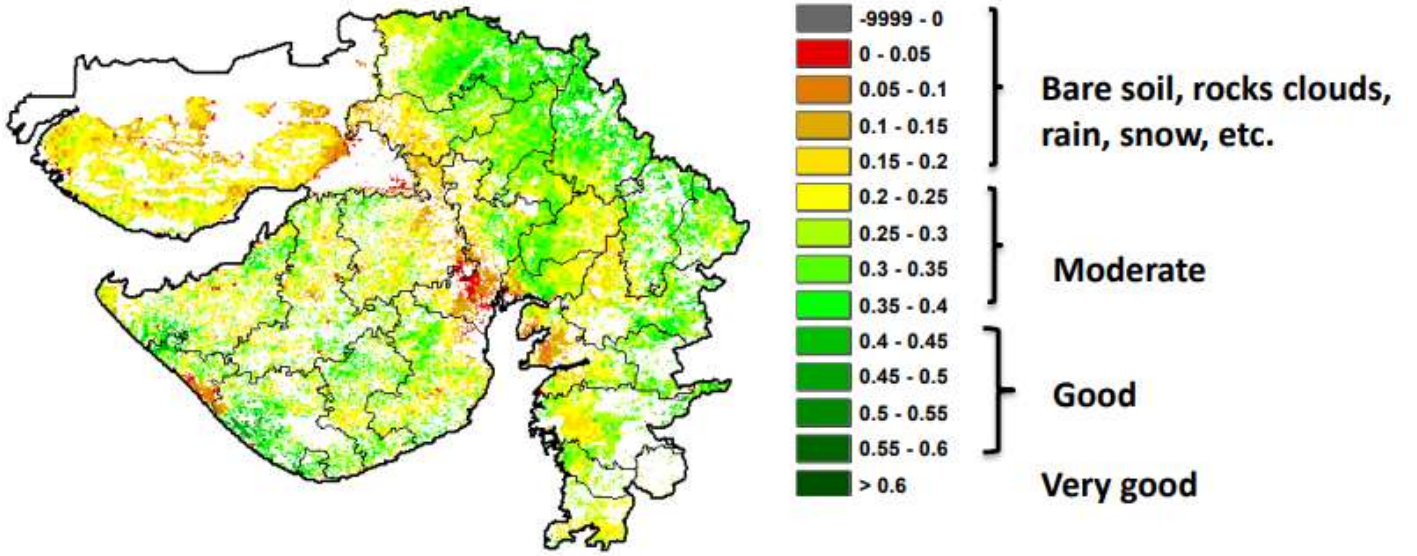 -9999 - 0
0 - 0.05
0.05 - 0.1
0.1 - 0.15
0.15 - 0.2
0.2 - 0.25
0.25 - 0.3
0.3 - 0.35
0.35 - 0.4
0.4 - 0.45
0.45 - 0.5
0.5 - 0.55
0.55 - 0.6
> 0.6
Bare soil, rocks clouds,
rain, snow, etc.
Moderate
Good
Very good